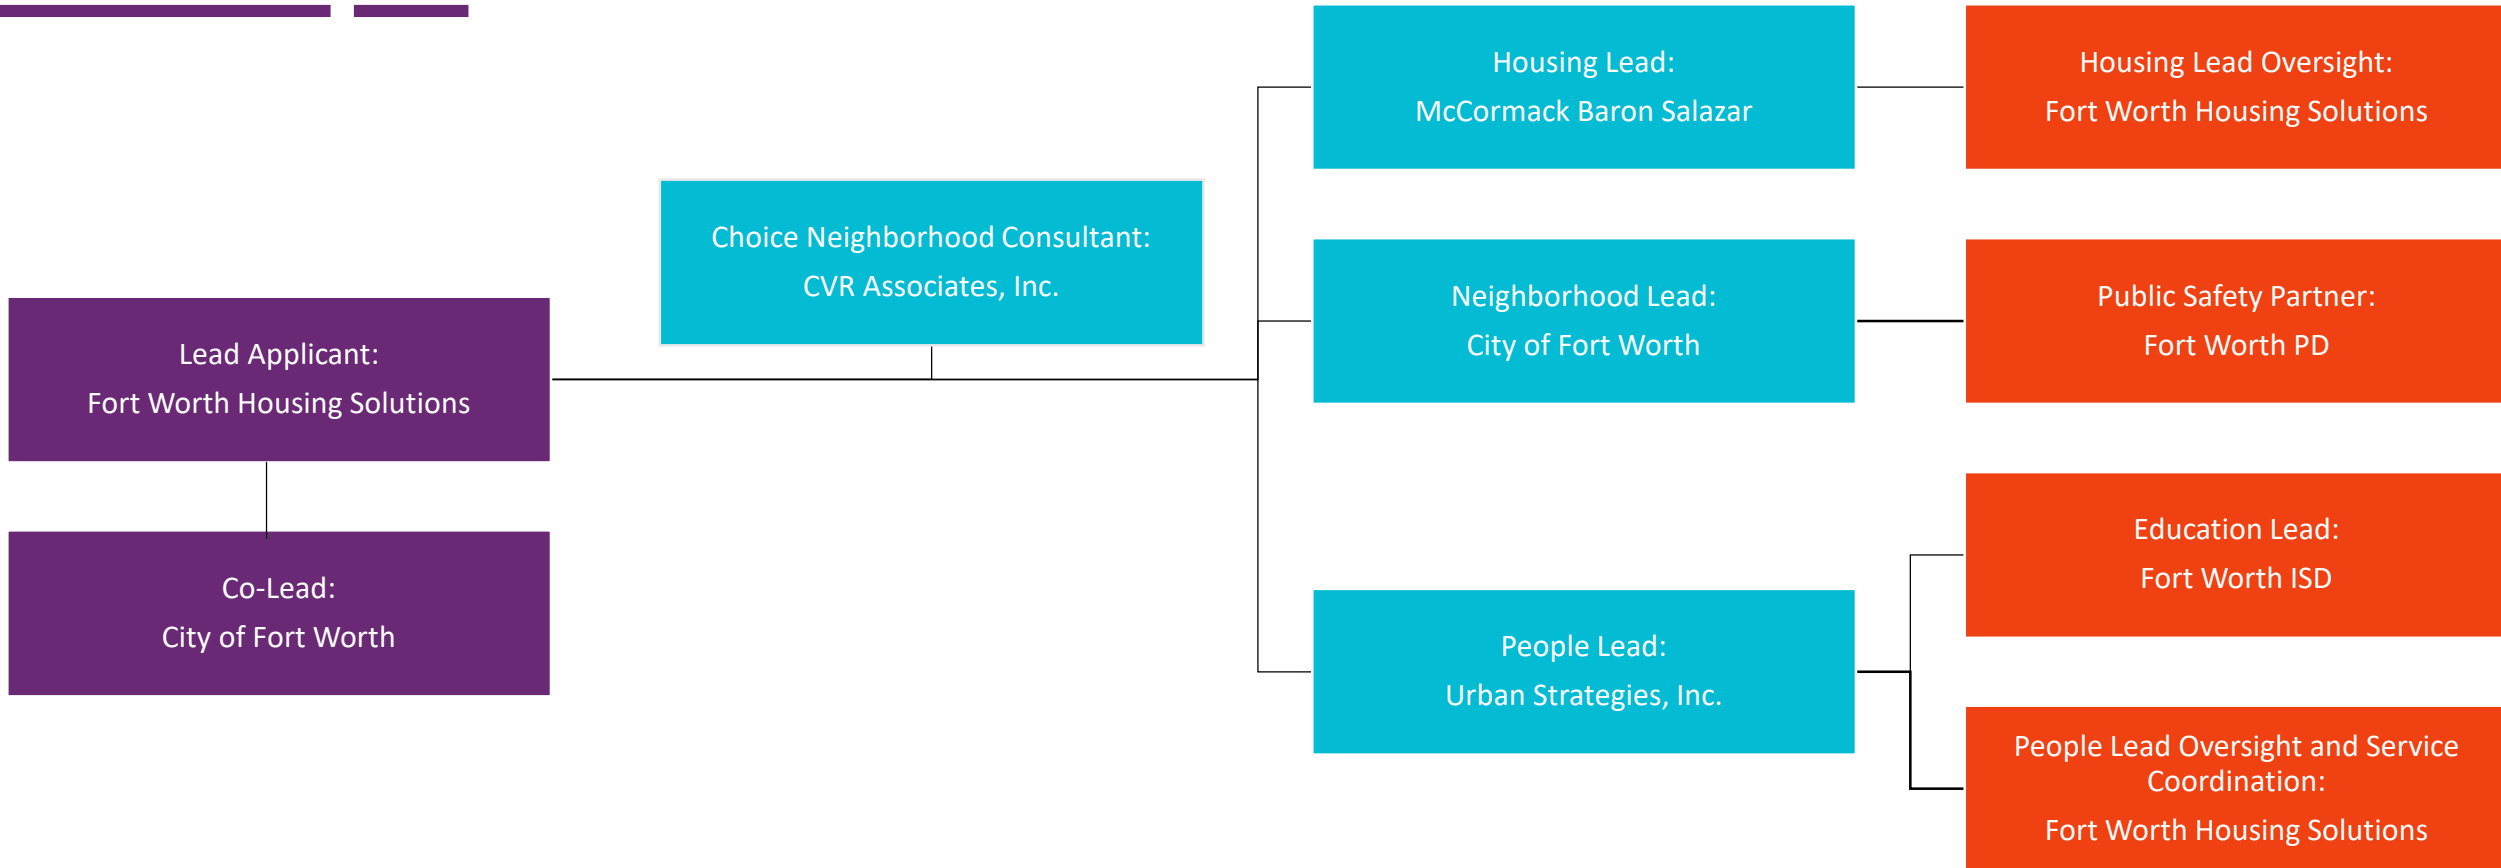 Lead Applicant:
Fort Worth Housing Solutions
Co-Lead:
City of Fort Worth
Choice Neighborhood Consultant:
CVR Associates, Inc.
Housing Lead:
McCormack Baron Salazar
Neighborhood Lead:
City of Fort Worth
People Lead:
Urban Strategies, Inc.
Housing Lead Oversight:
Fort Worth Housing Solutions
Public Safety Partner:
Fort Worth PD
Education Lead:
Fort Worth ISD
People Lead Oversight and Service
Coordination:
Fort Worth Housing Solutions